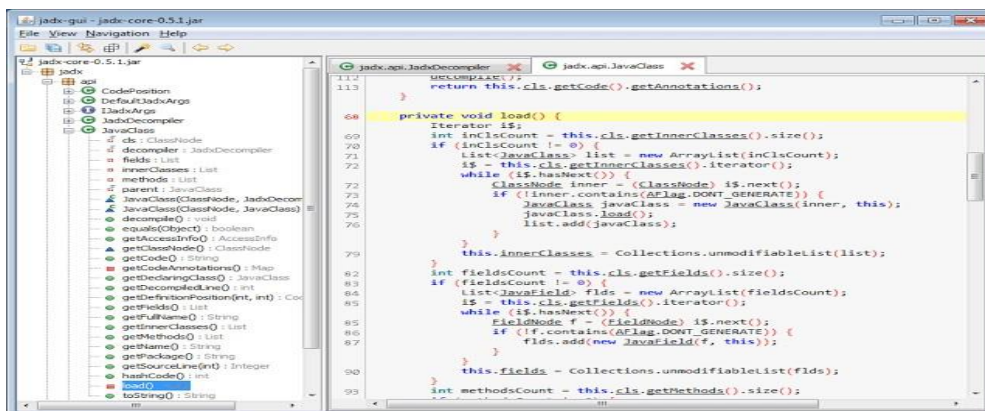 jadx-gui - jadx-core-0.5.1.jar
File View Navigation Help
jadx-core-0.5.1.jar
jadx
api
CodePosition
DefaultJadxArgs
IJadxArgs
JadxDecompiler
JavaClass
cls : ClassNode
decompiler : JadxDecompiler
fields : List
innerClasses : List
methods : List
parent : JavaClass
JavaClass(ClassNode, JadxDecom
JavaClass(ClassNode, JavaClass)
decompile() : void
equals(Object) : boolean
getAccessInfo() : AccessInfo
getClassNode() : ClassNode
getCode() : String
getCodeAnnotations() : Map
getDeclaringClass() : JavaClass
getDecompiledLine() : int
getDefinitionPosition(int, int) : Co
getFields() : List
getFullName() : String
getInnerClasses() : List
getMethods() : List
getName() : String
getPackage() : String
getSourceLine(int) : Integer
hashCode() : int
load()
toString() : String
jadx.api.JadxDecompiler
jadx.api.JavaClass
112 decompile();
113 return this.cls.getCode().getAnnotations();
}
68 private void load() {
Iterator i$;
69 int inClsCount = this.cls.getInnerClasses().size();
70 if (inClsCount != 0) {
71 List<JavaClass> list = new ArrayList(inClsCount);
72 i$ = this.cls.getInnerClasses().iterator();
while (i$.hasNext()) {
72 ClassNode inner = (ClassNode) i$.next();
73 if (!inner.contains(AFlag.DONT_GENERATE)) {
74 JavaClass javaClass = new JavaClass(inner, this);
75 javaClass.load();
76 list.add(javaClass);
}
}
79 this.innerClasses = Collections.unmodifiableList(list);
}
82 int fieldsCount = this.cls.getFields().size();
83 if (fieldsCount != 0) {
84 List<JavaField> flds = new ArrayList(fieldsCount);
85 i$ = this.cls.getFields().iterator();
while (i$.hasNext()) {
85 FieldNode f = (FieldNode) i$.next();
86 if (!f.contains(AFlag.DONT_GENERATE)) {
87 flds.add(new JavaField(f, this));
}
}
90 this.fields = Collections.unmodifiableList(flds);
}
93 int methodsCount = this.cls.getMethods().size();